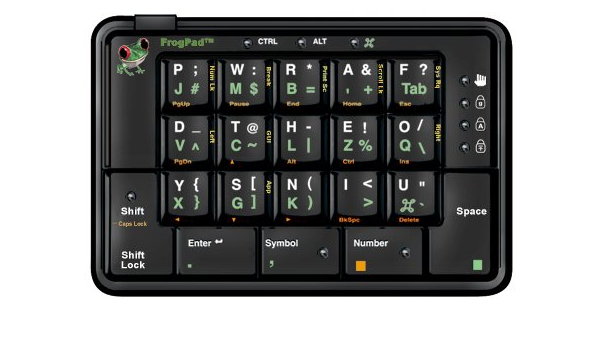 FrogPad™ CTRL ALT ⌘
P ; W : R * A & F ?
J # M $ B = , + Tab
Num Lk Break Print Sc Scroll Lk Sys Rq
PgUp Pause End Home Esc
D _ T @ H - E ! O /
V ^ C ~ L | Z % Q \
Left GUI Right
PgDn ▲ Alt Ctrl Ins
Y { S [ N ( I < U "
X } G ] K ) > ⌘ `
App
◄ ▼ ► BkSpc Delete
Shift
Caps Lock
Shift
Lock
Enter ↵ Symbol Number
. ,
Space
9
A